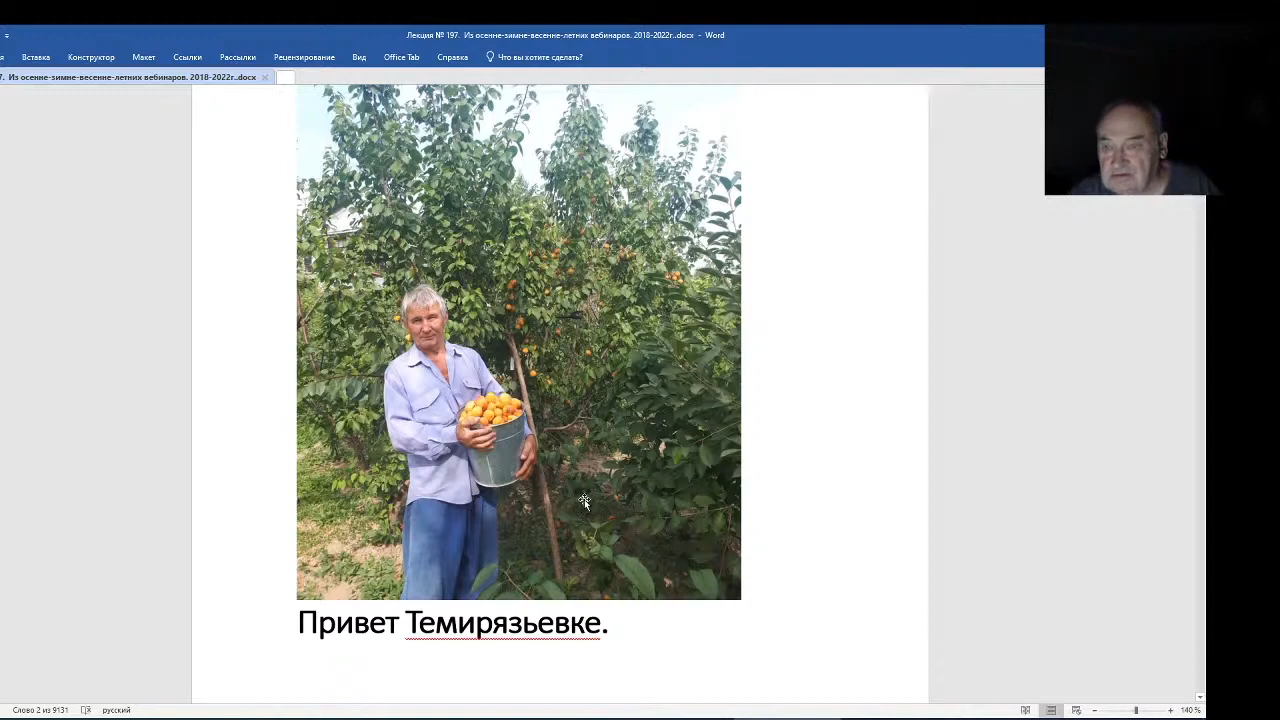 Лекция № 197.  Из осенне-зимне-весенне-летних вебинаров. 2018-2022г..docx  -  Word
я Вставка Конструктор Макет Ссылки Рассылки Рецензирование Вид Office Tab Справка Что вы хотите сделать?
7.  Из осенне-зимне-весенне-летних вебинаров. 2018-2022г..docx
Привет Темирязьевке.
Слово 2 из 9131 русский 140 %